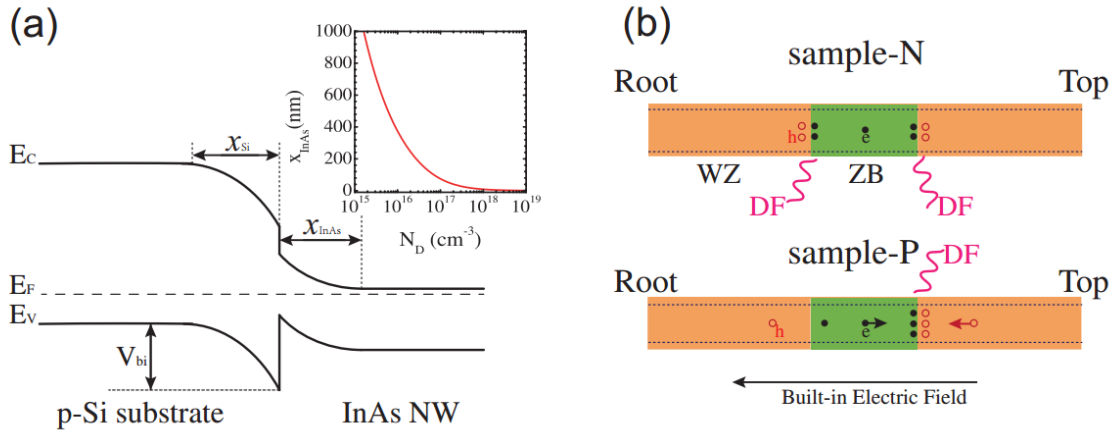 (a)
E_C
x_Si
E_F
x_InAs
E_V
V_bi
p-Si substrate
InAs NW
x_InAs(nm)
1000
800
600
400
200
0
10^15
10^16
10^17
10^18
10^19
N_D (cm^-3)
(b)
sample-N
Root
Top
h
e
WZ
ZB
DF
DF
sample-P
DF
Root
Top
h
e
Built-in Electric Field